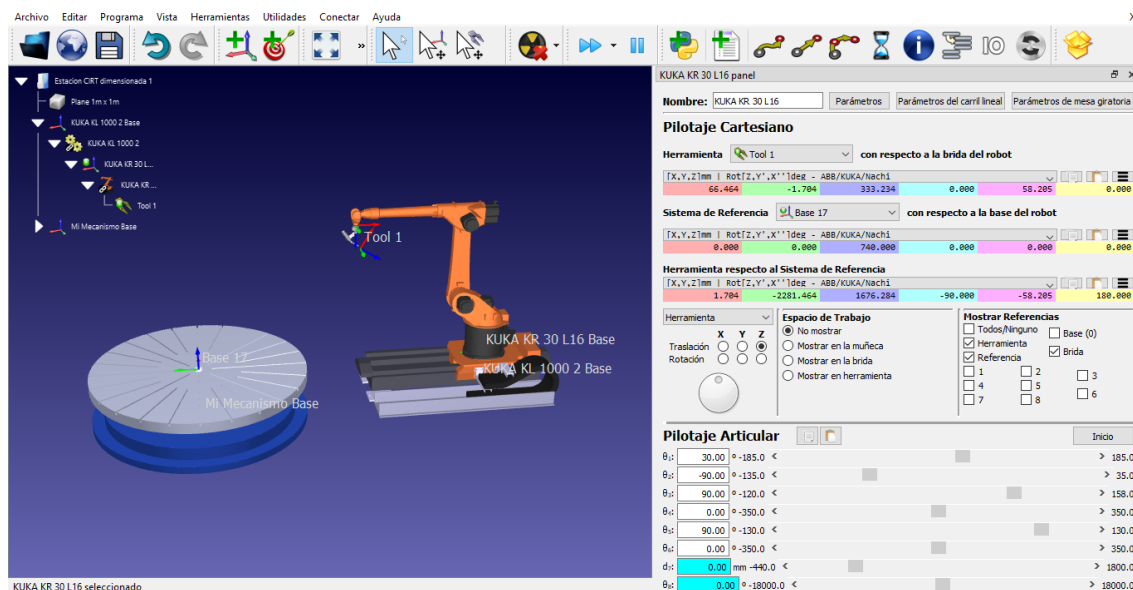 Archivo Editar Programa Vista Herramientas Utilidades Conectar Ayuda
»
IO
Estacion CIRT dimensionada 1
Plane 1m x 1m
KUKA KL 1000 2 Base
KUKA KL 1000 2
KUKA KR 30 L...
KUKA KR ...
Tool 1
Mi Mecanismo Base
Tool 1
KUKA KR 30 L16 Base
KUKA KL 1000 2 Base
Base 17
Mi Mecanismo Base
KUKA KR 30 L16 seleccionado
KUKA KR 30 L16 panel
Nombre: KUKA KR 30 L16 Parámetros Parámetros del carril lineal Parámetros de mesa giratoria
Pilotaje Cartesiano
Herramienta Tool 1 con respecto a la brida del robot
[X,Y,Z]mm | Rot[Z,Y',X'']deg - ABB/KUKA/Nachi
66.464 -1.704 333.234 0.000 58.205 0.000
Sistema de Referencia Base 17 con respecto a la base del robot
[X,Y,Z]mm | Rot[Z,Y',X'']deg - ABB/KUKA/Nachi
0.000 0.000 740.000 0.000 0.000 0.000
Herramienta respecto al Sistema de Referencia
[X,Y,Z]mm | Rot[Z,Y',X'']deg - ABB/KUKA/Nachi
1.704 -2281.464 1676.284 -90.000 -58.205 180.000
Herramienta
X Y Z
Traslación
Rotación
Espacio de Trabajo
No mostrar
Mostrar en la muñeca
Mostrar en la brida
Mostrar en herramienta
Mostrar Referencias
Todos/Ninguno Base (0)
Herramienta Brida
Referencia
1 2 3
4 5 6
7 8
Pilotaje Articular Inicio
θ₁: 30.00 º -185.0 < > 185.0
θ₂: -90.00 º -135.0 < > 35.0
θ₃: 90.00 º -120.0 < > 158.0
θ₄: 0.00 º -350.0 < > 350.0
θ₅: 90.00 º -130.0 < > 130.0
θ₆: 0.00 º -350.0 < > 350.0
d₇: 0.00 mm -440.0 < > 1800.0
θ₈: 0.00 º -18000.0 < > 18000.0